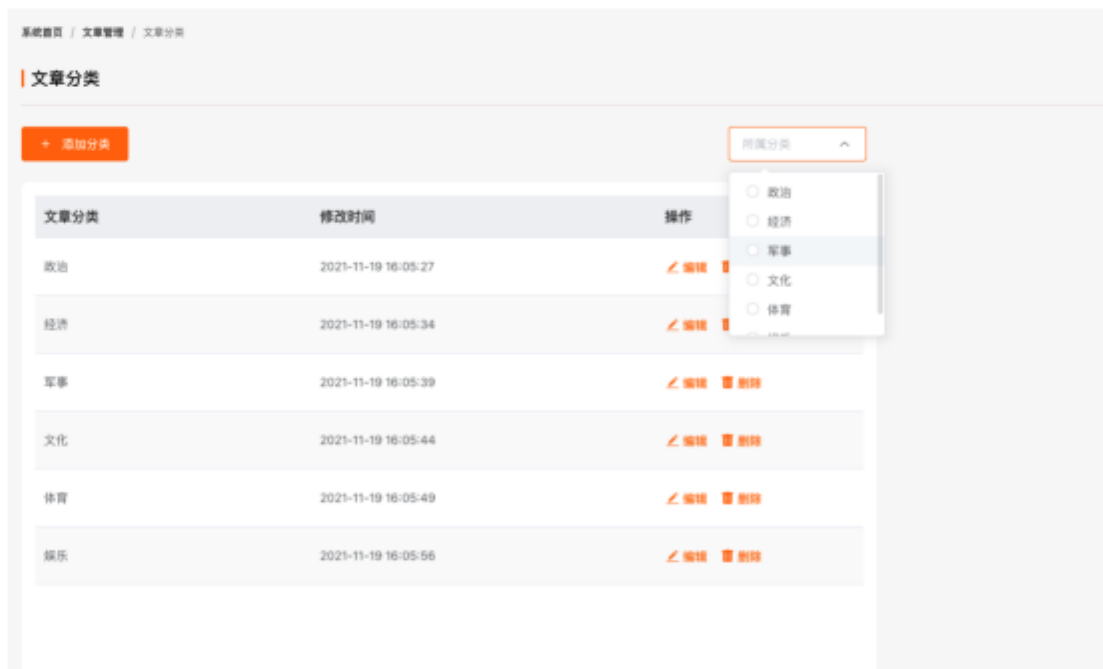 系统首页 / 文章管理 / 文章分类
文章分类
+ 添加分类
所属分类
政治
经济
军事
文化
体育
文章分类 修改时间 操作
政治 2021-11-19 16:05:27 编辑
经济 2021-11-19 16:05:34 编辑
军事 2021-11-19 16:05:39 编辑 删除
文化 2021-11-19 16:05:44 编辑 删除
体育 2021-11-19 16:05:49 编辑 删除
娱乐 2021-11-19 16:05:56 编辑 删除